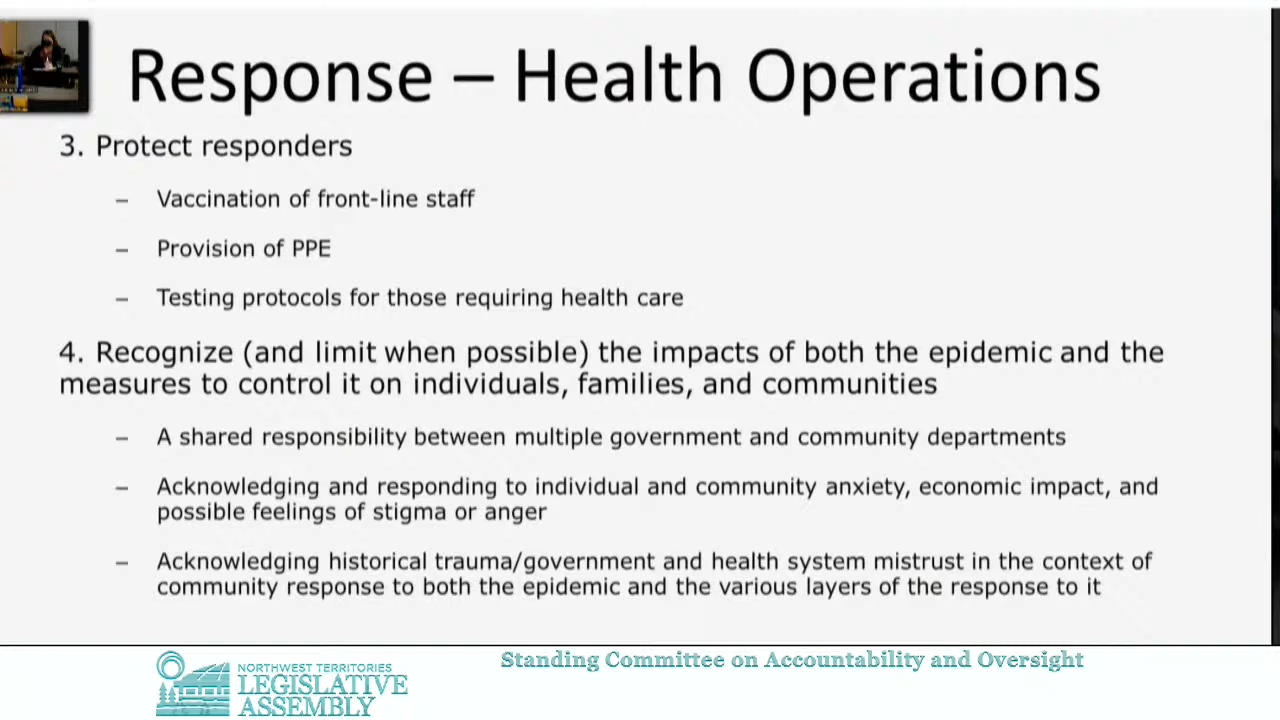 Response – Health Operations
3. Protect responders
– Vaccination of front-line staff
– Provision of PPE
– Testing protocols for those requiring health care
4. Recognize (and limit when possible) the impacts of both the epidemic and the
measures to control it on individuals, families, and communities
– A shared responsibility between multiple government and community departments
– Acknowledging and responding to individual and community anxiety, economic impact, and
possible feelings of stigma or anger
– Acknowledging historical trauma/government and health system mistrust in the context of
community response to both the epidemic and the various layers of the response to it
Standing Committee on Accountability and Oversight
NORTHWEST TERRITORIES
LEGISLATIVE
ASSEMBLY